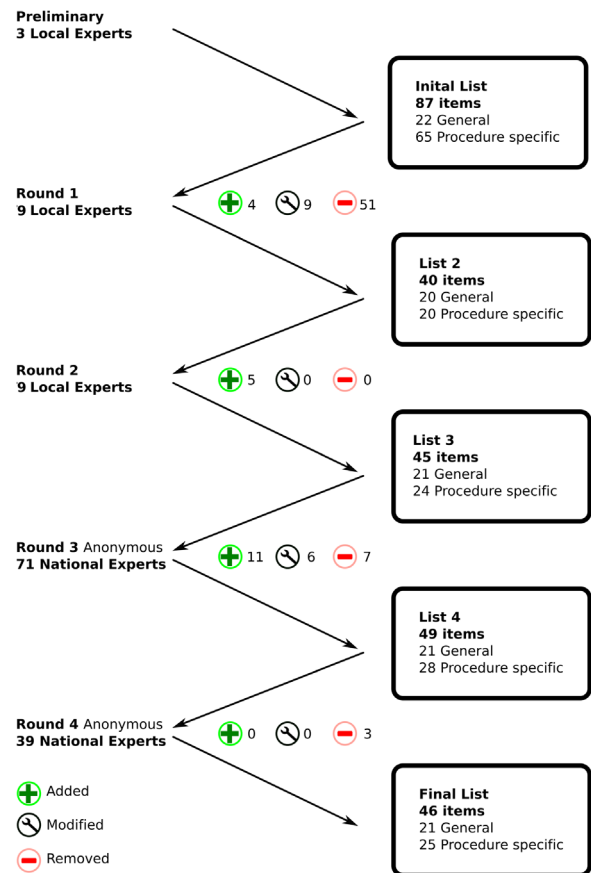 Preliminary
3 Local Experts
Inital List
87 items
22 General
65 Procedure specific
Round 1
9 Local Experts
4 9 51
List 2
40 items
20 General
20 Procedure specific
Round 2
9 Local Experts
5 0 0
List 3
45 items
21 General
24 Procedure specific
Round 3 Anonymous
71 National Experts
11 6 7
List 4
49 items
21 General
28 Procedure specific
Round 4 Anonymous
39 National Experts
0 0 3
Final List
46 items
21 General
25 Procedure specific
Added
Modified
Removed